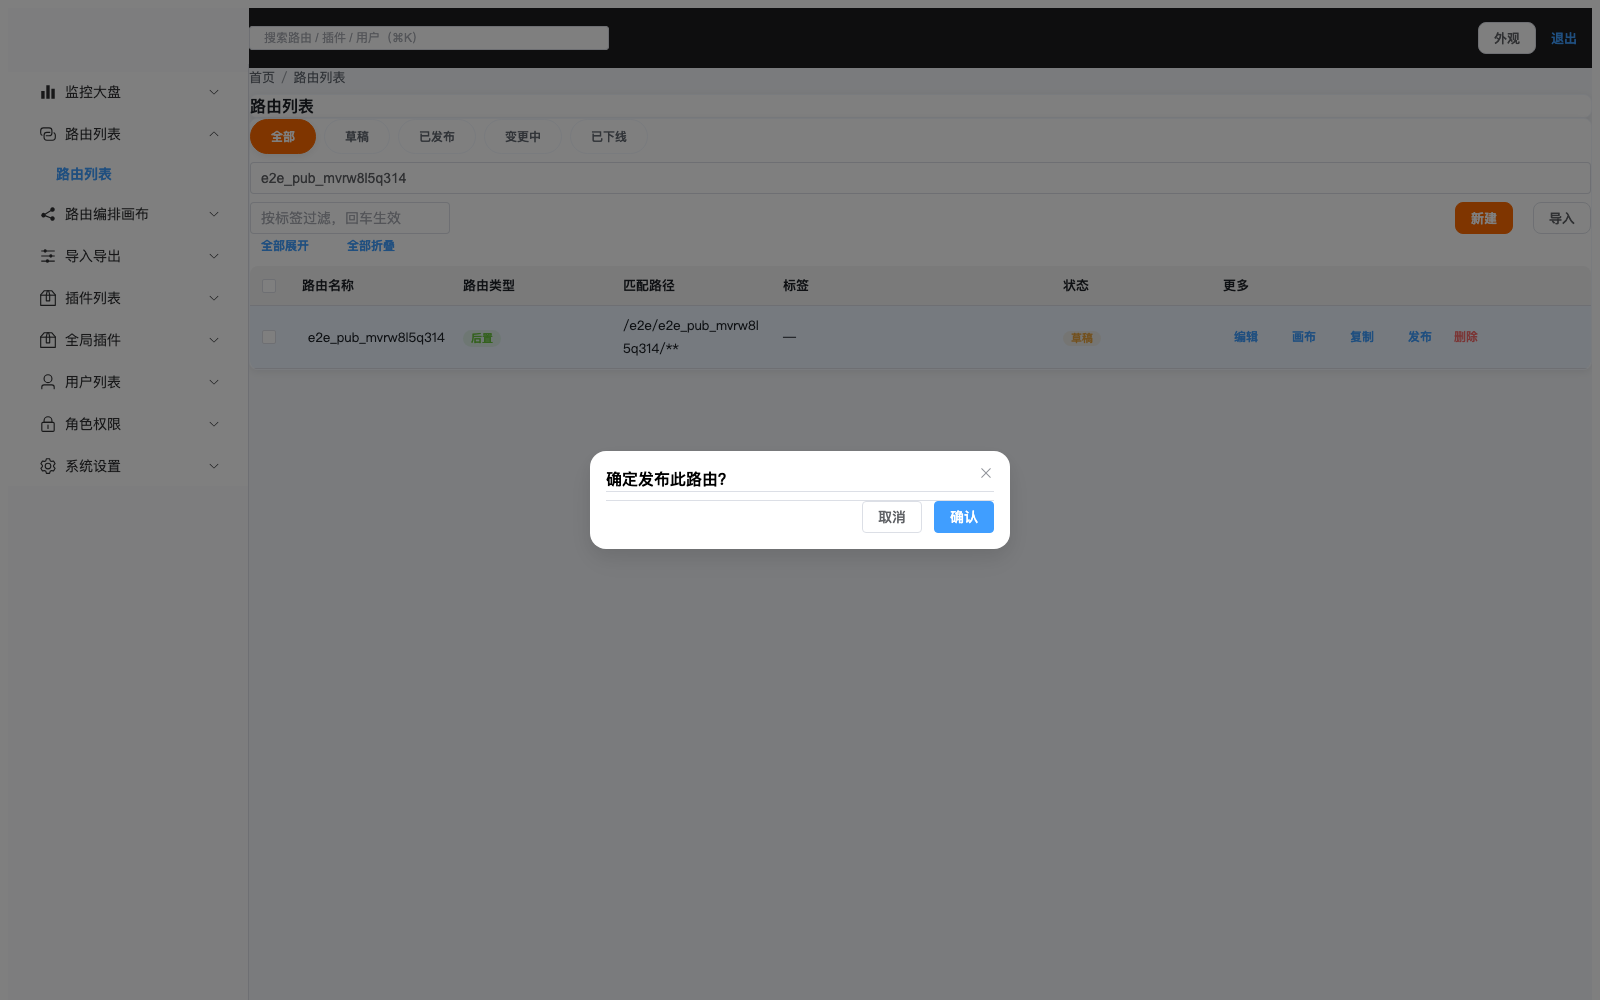 搜索路由 / 插件 / 用户（⌘K）
外观
退出
监控大盘
路由列表
路由列表
路由编排画布
导入导出
插件列表
全局插件
用户列表
角色权限
系统设置
首页 / 路由列表
路由列表
全部
草稿
已发布
变更中
已下线
e2e_pub_mvrw8l5q314
按标签过滤，回车生效
新建
导入
全部展开
全部折叠
路由名称
路由类型
匹配路径
标签
状态
更多
e2e_pub_mvrw8l5q314
后置
/e2e/e2e_pub_mvrw8l
5q314/**
—
草稿
编辑
画布
复制
发布
删除
确定发布此路由?
取消
确认